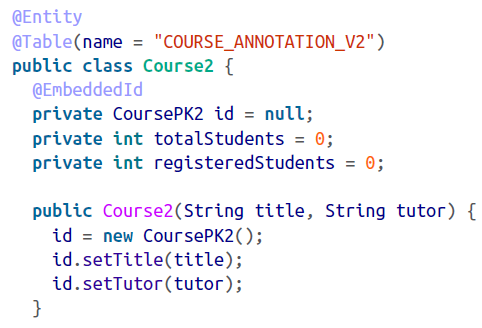 @Entity
@Table(name = "COURSE_ANNOTATION_V2")
public class Course2 {
  @EmbeddedId
  private CoursePK2 id = null;
  private int totalStudents = 0;
  private int registeredStudents = 0;

  public Course2(String title, String tutor) {
    id = new CoursePK2();
    id.setTitle(title);
    id.setTutor(tutor);
  }